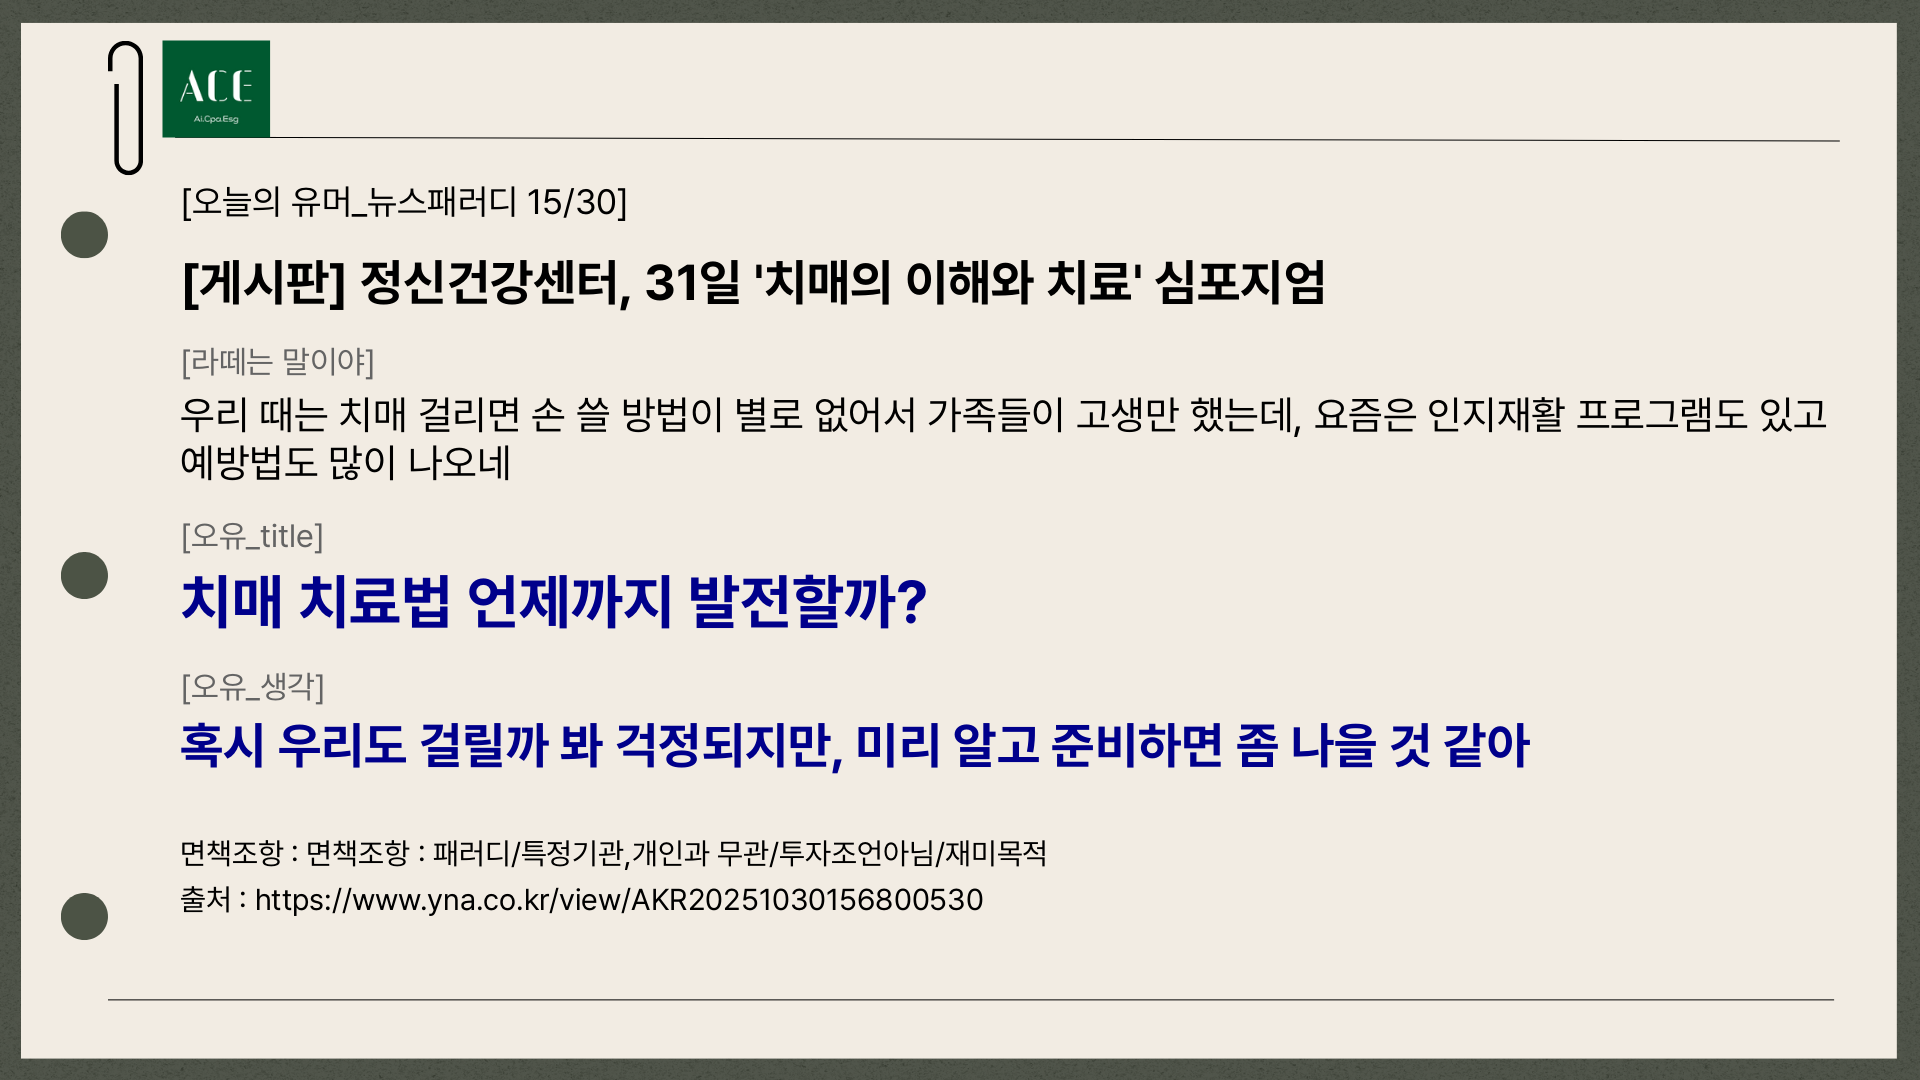 ACE
Ai.Cpa.Esg
[오늘의 유머_뉴스패러디 15/30]
[게시판] 정신건강센터, 31일 '치매의 이해와 치료' 심포지엄
[라떼는 말이야]
우리 때는 치매 걸리면 손 쓸 방법이 별로 없어서 가족들이 고생만 했는데, 요즘은 인지재활 프로그램도 있고
예방법도 많이 나오네
[오유_title]
치매 치료법 언제까지 발전할까?
[오유_생각]
혹시 우리도 걸릴까 봐 걱정되지만, 미리 알고 준비하면 좀 나을 것 같아
면책조항 : 면책조항 : 패러디/특정기관,개인과 무관/투자조언아님/재미목적
출처 : https://www.yna.co.kr/view/AKR20251030156800530